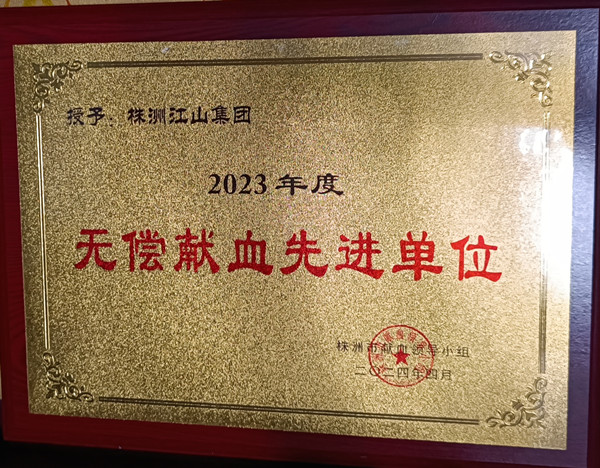 授予：株洲江山集团
2023年度
无偿献血先进单位
株洲市献血领导小组
二〇二四年四月